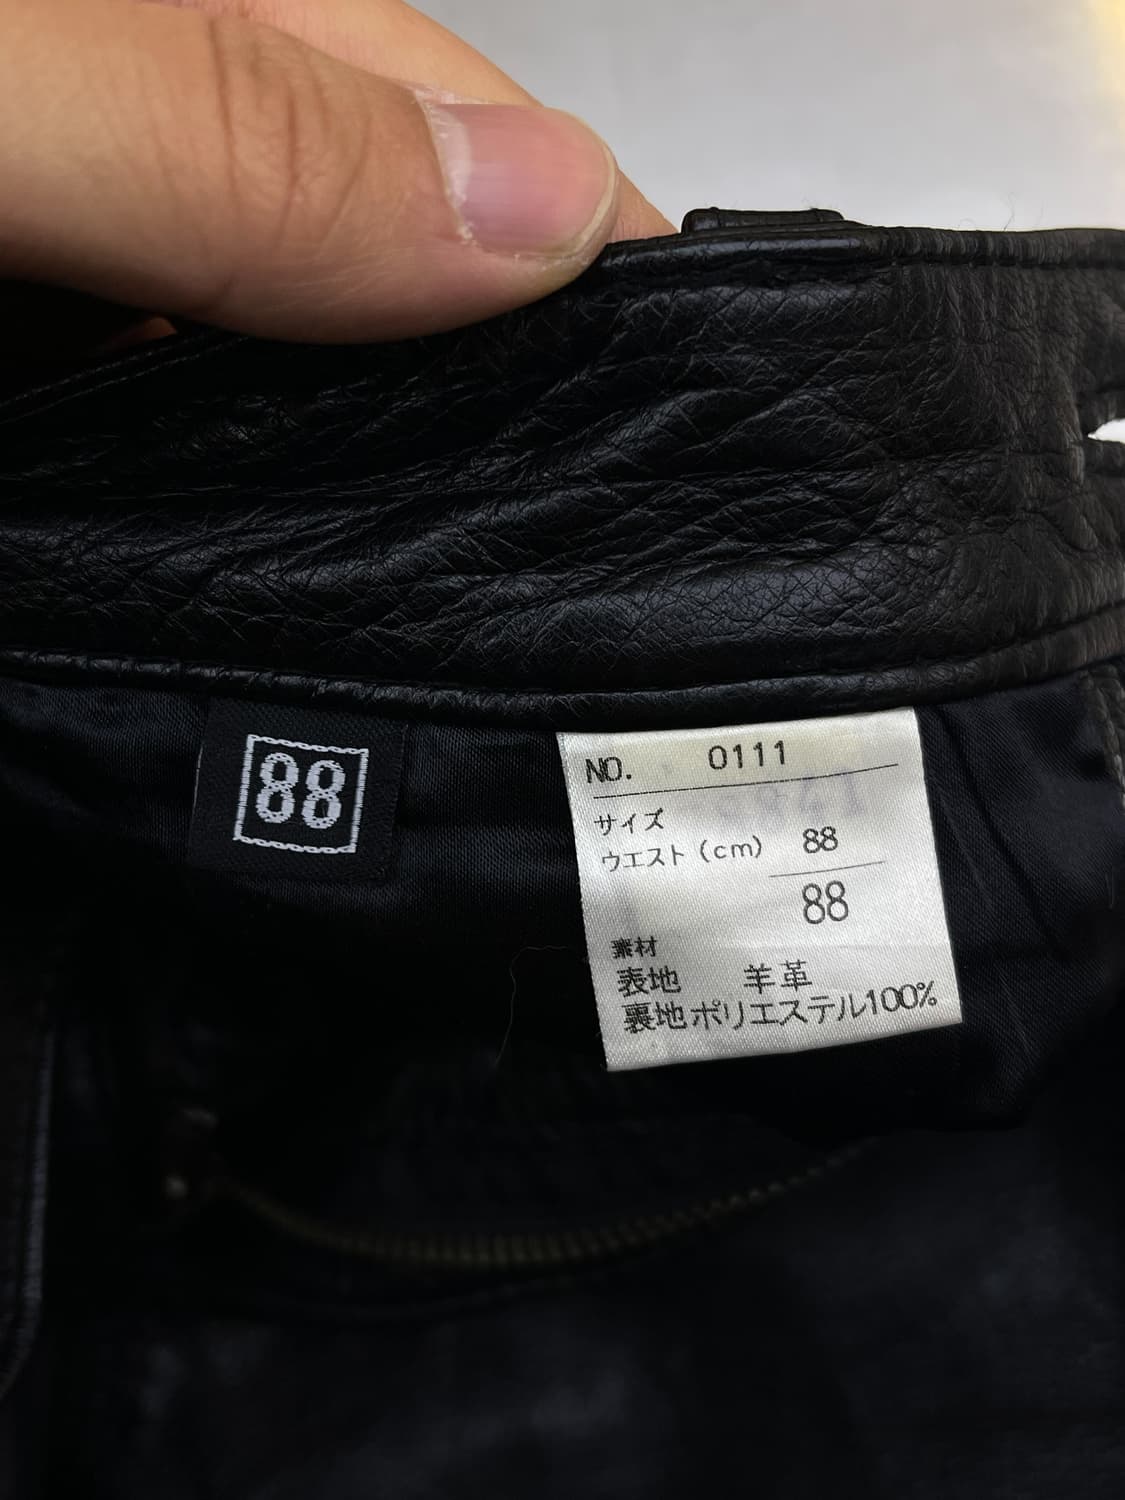 88
NO. 0111
サイズ
ウエスト(cm) 88
88
素材
表地 羊革
裏地ポリエステル100%